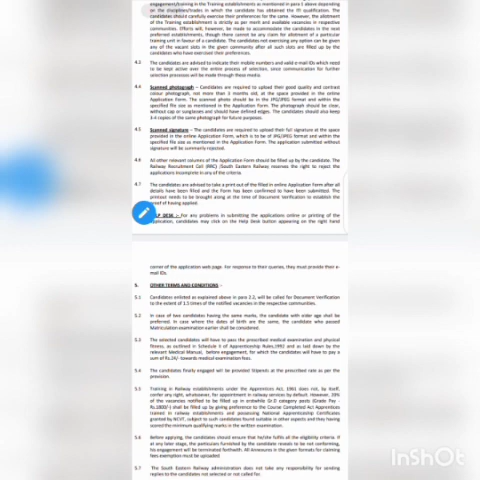 engagement/training in the Training establishments as mentioned in para 1 above depending
on the disciplines/trades in which the candidate has obtained the ITI qualification. The
candidates should carefully exercise their preferences for the same. However, the allotment
of the Training establishment is strictly as per merit and available vacancies in respective
communities. Efforts will, however, be made to accommodate the candidates in the most
preferred establishments, though there cannot be any claim for allotment of a particular
training unit in favour of a candidate. The candidates not exercising any option can be given
any of the vacant slots in the given community after all such slots are filled up by the
candidates who have exercised their preferences.
4.3 The candidates are advised to indicate their mobile numbers and valid e-mail IDs which need
to be kept active over the entire process of selection, since communication for further
selection processes will be made through these media.
4.4 Scanned photograph – Candidates are required to upload their good quality and contrast
colour photograph, not more than 3 months old, at the space provided in the online
Application Form. The scanned photo should be in JPG/JPEG format and within the
specified file size as mentioned in the Application Form. The photograph should be clear,
without cap or sunglasses and should have defined edges. The candidates should also keep
3-4 copies of the same photograph for future purposes.
4.5 Scanned signature – The candidates are required to upload their full signature at the space
provided in the online Application Form, which is to be of JPG/JPEG format and within the
specified file size as mentioned in the Application Form. The application submitted without
signature will be summarily rejected.
4.6 All other relevant columns of the Application Form should be filled up by the candidate. The
Railway Recruitment Cell (RRC) /South Eastern Railway reserves the right to reject the
applications incomplete in any of the criteria.
4.7 The candidates are advised to take a print out of the filled in online Application Form after all
details have been filled and the Form has been confirmed to have been submitted. The
printout needs to be brought along at the time of Document Verification to establish the
of having applied.
LP DESK :- For any problems in submitting the applications online or printing of the
application, candidates may click on the Help Desk button appearing on the right hand
corner of the application web page. For response to their queries, they must provide their e-
mail IDs.
5. OTHER TERMS AND CONDITIONS :-
5.1 Candidates enlisted as explained above in para 2.2, will be called for Document Verification
to the extent of 1.5 times of the notified vacancies in the respective communities.
5.2 In case of two candidates having the same marks, the candidate with older age shall be
preferred. In case where the dates of birth are the same, the candidate who passed
Matriculation examination earlier shall be considered.
5.3 The selected candidates will have to pass the prescribed medical examination and physical
fitness, as outlined in Schedule II of Apprenticeship Rules,1992 and as laid down by the
relevant Medical Manual, before engagement, for which the candidates will have to pay a
sum of Rs.24/- towards medical examination fees.
5.4 The candidates finally engaged will be provided Stipends at the prescribed rate as per the
provision.
5.5 Training in Railway establishments under the Apprentices Act, 1961 does not, by itself,
confer any right, whatsoever, for appointment in railway services by default. However, 20%
of the vacancies notified to be filled up in erstwhile Gr.D category posts (Grade Pay -
Rs.1800/-) shall be filled up by giving preference to the Course Completed Act Apprentices
trained in railway establishments and possessing National Apprenticeship Certificates
granted by NCVT, subject to such candidates found suitable in other aspects and they having
scored the minimum qualifying marks in the written examination.
5.6 Before applying, the candidates should ensure that he/she fulfils all the eligibility criteria. If
at any later stage, the particulars furnished by the candidate reveals to be not conforming,
his engagement will be terminated forthwith. All Annexures in the given formats for claiming
fees exemption must be uploaded
5.7 The South Eastern Railway administration does not take any responsibility for sending
replies to the candidates not selected or not called for.
InShOt